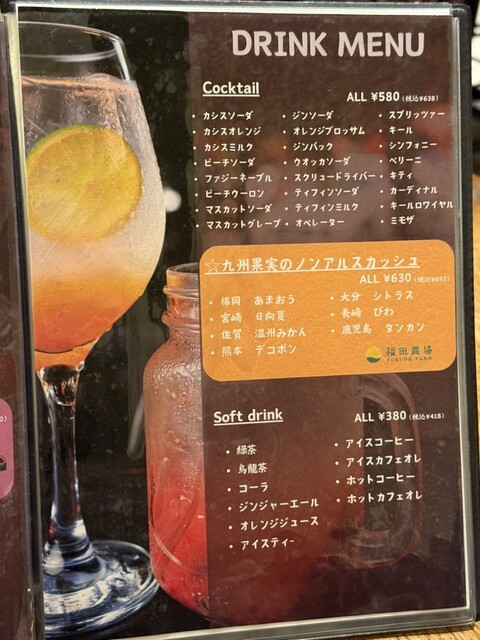 DRINK MENU
Cocktail
ALL ¥580(税込¥638)
・カシスソーダ
・カシスオレンジ
・カシスミルク
・ピーチソーダ
・ファジーネーブル
・ピーチウーロン
・マスカットソーダ
・マスカットグレープ
・ジンソーダ
・オレンジブロッサム
・ジンバック
・ウオッカソーダ
・スクリュードライバー
・ティフィンソーダ
・ティフィンミルク
・オペレーター
・スプリッツァー
・キール
・シンフォニー
・ベリーニ
・キティ
・カーディナル
・キールロワイヤル
・ミモザ
☆九州果実のノンアルスカッシュ
ALL ¥630(税込¥693)
・福岡 あまおう
・宮崎 日向夏
・佐賀 温州みかん
・熊本 デコポン
・大分 シトラス
・長崎 びわ
・鹿児島 タンカン
福田農場
FUKUDA FARM
Soft drink
ALL ¥380(税込¥418)
・緑茶
・烏龍茶
・コーラ
・ジンジャーエール
・オレンジジュース
・アイスティー
・アイスコーヒー
・アイスカフェオレ
・ホットコーヒー
・ホットカフェオレ